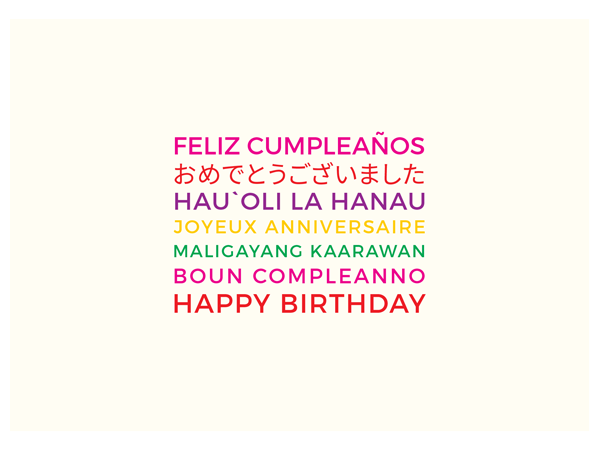 FELIZ CUMPLEAÑOS
おめでとうございました
HAU`OLI LA HANAU
JOYEUX ANNIVERSAIRE
MALIGAYANG KAARAWAN
BOUN COMPLEANNO
HAPPY BIRTHDAY